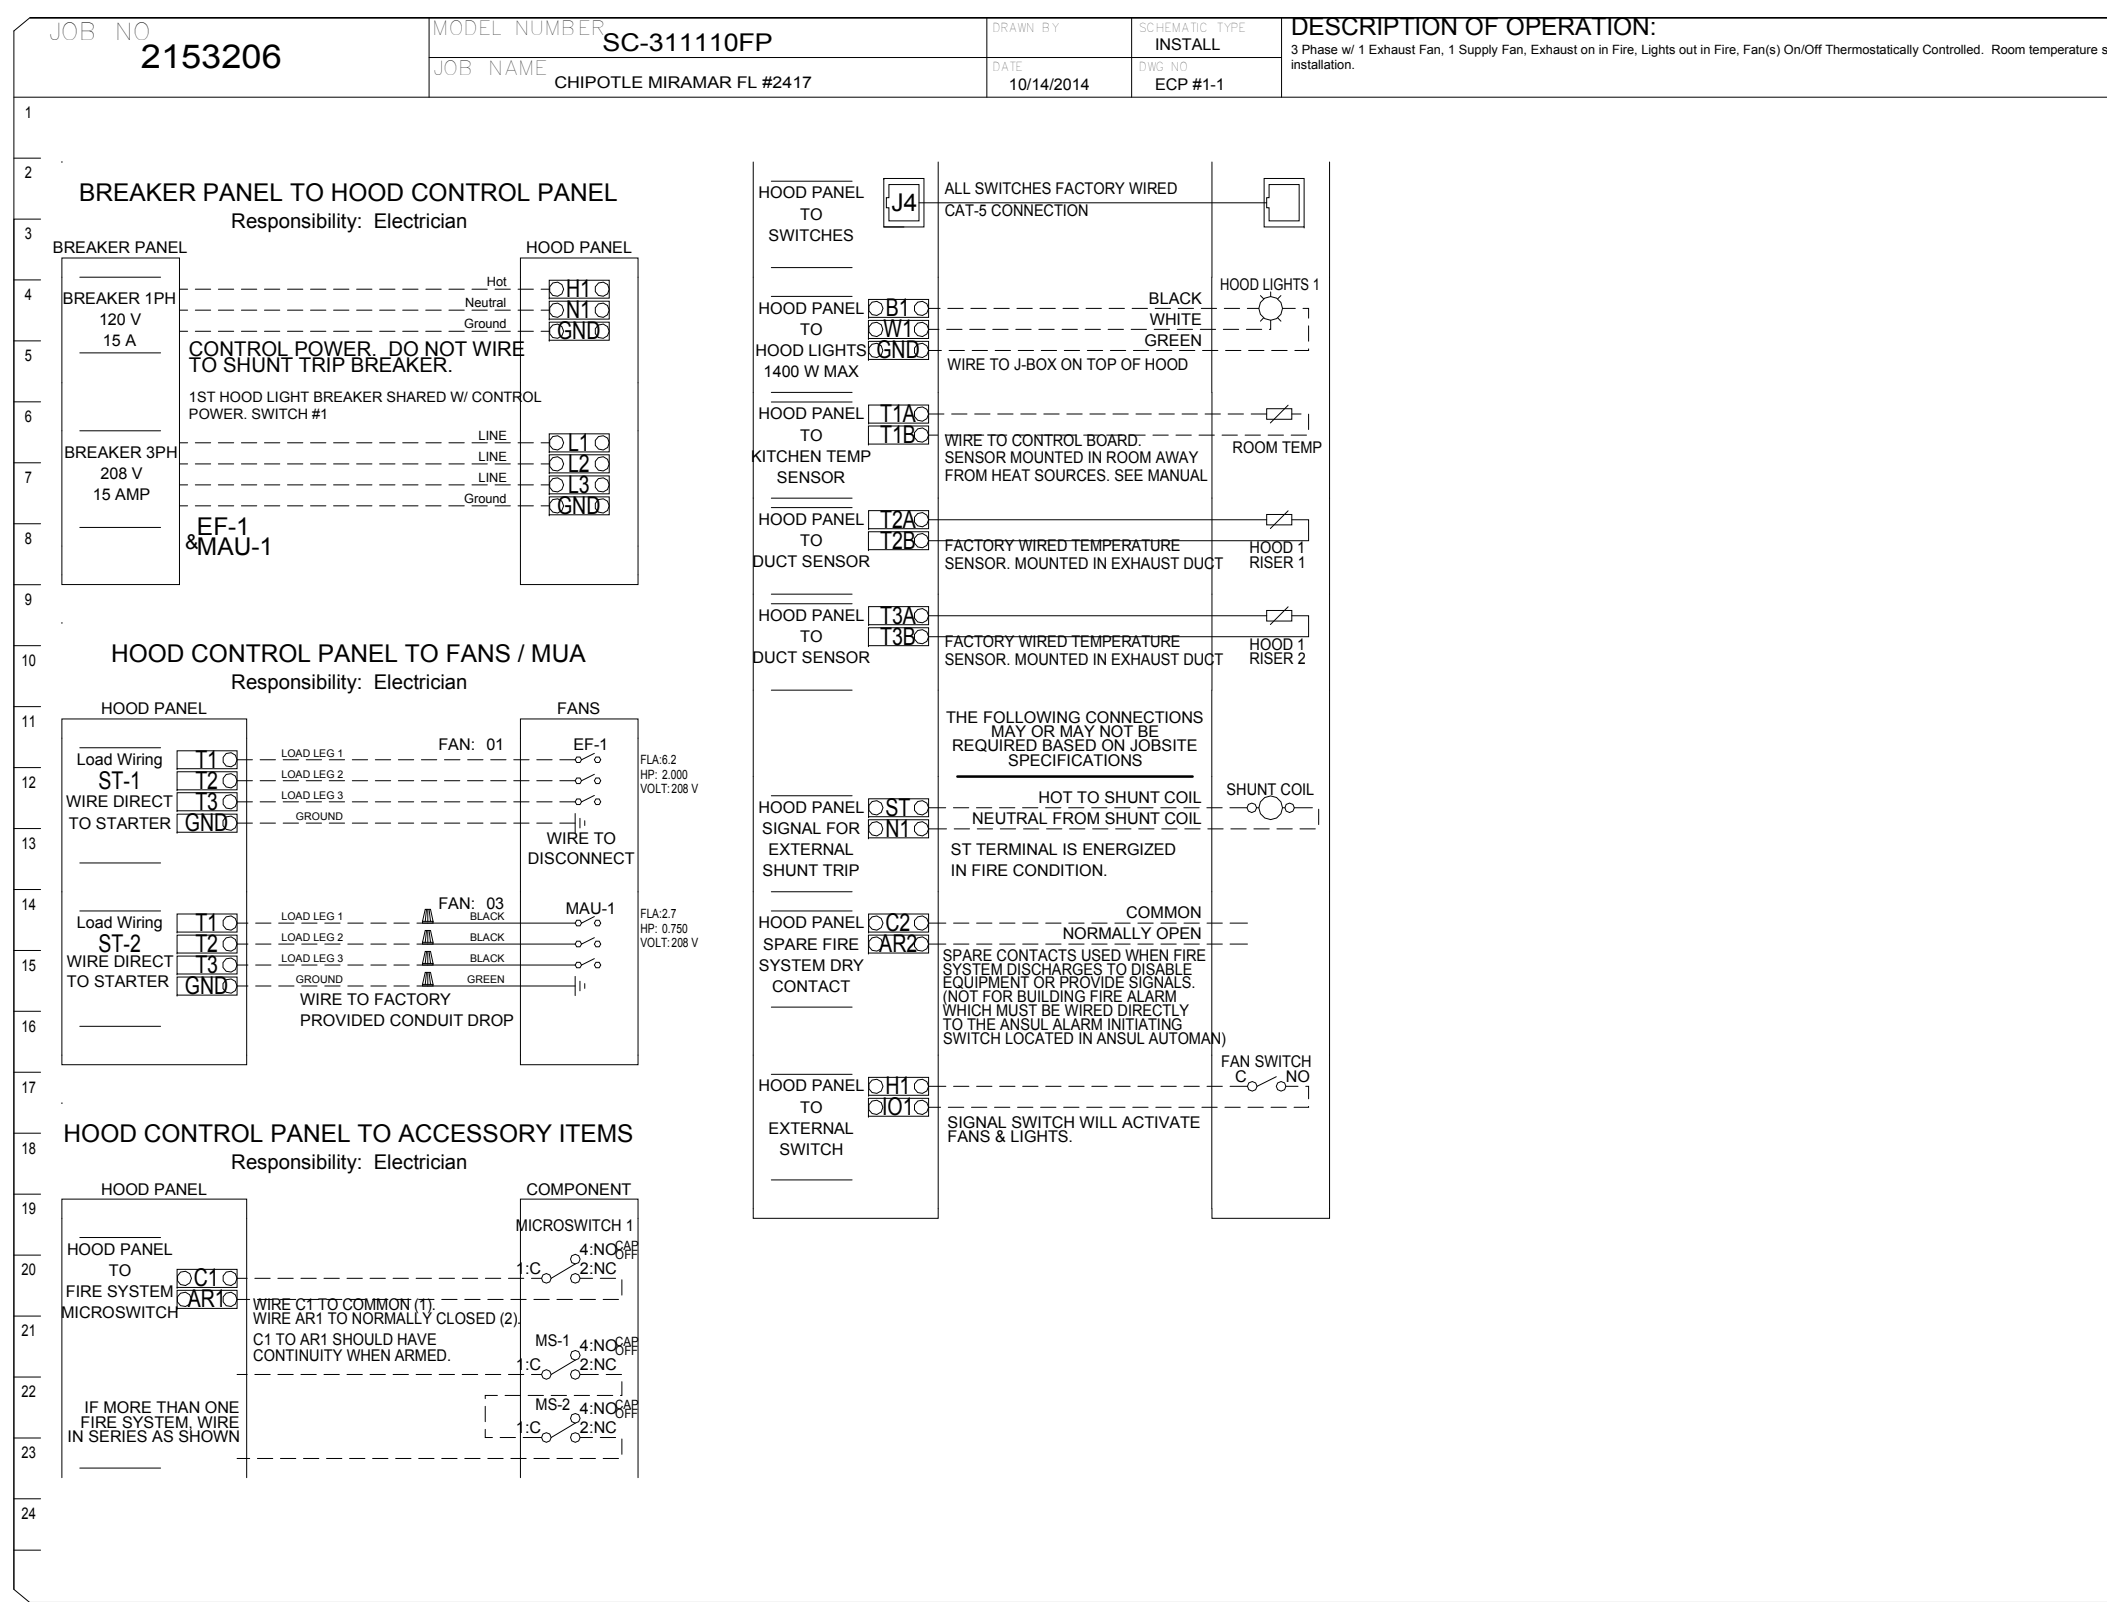 JOB NO
2153206
MODEL NUMBER
SC-311110FP
JOB NAME
CHIPOTLE MIRAMAR FL #2417
DRAWN BY
DATE
10/14/2014
SCHEMATIC TYPE
INSTALL
DWG NO
ECP #1-1
DESCRIPTION OF OPERATION:
3 Phase w/ 1 Exhaust Fan, 1 Supply Fan, Exhaust on in Fire, Lights out in Fire, Fan(s) On/Off Thermostatically Controlled. Room temperature s
installation.
1
2
3
4
5
6
7
8
9
10
11
12
13
14
15
16
17
18
19
20
21
22
23
24
BREAKER PANEL TO HOOD CONTROL PANEL
Responsibility: Electrician
BREAKER PANEL
HOOD PANEL
BREAKER 1PH
120 V
15 A
Hot
H1
Neutral
N1
Ground
GND
CONTROL POWER. DO NOT WIRE
TO SHUNT TRIP BREAKER.
1ST HOOD LIGHT BREAKER SHARED W/ CONTROL
POWER. SWITCH #1
BREAKER 3PH
208 V
15 AMP
LINE
L1
LINE
L2
LINE
L3
Ground
GND
EF-1
&MAU-1
HOOD CONTROL PANEL TO FANS / MUA
Responsibility: Electrician
HOOD PANEL
FANS
Load Wiring
ST-1
WIRE DIRECT
TO STARTER
T1
T2
T3
GND
LOAD LEG 1
LOAD LEG 2
LOAD LEG 3
GROUND
FAN: 01
EF-1
WIRE TO
DISCONNECT
FLA:6.2
HP: 2.000
VOLT:208 V
Load Wiring
ST-2
WIRE DIRECT
TO STARTER
T1
T2
T3
GND
LOAD LEG 1
LOAD LEG 2
LOAD LEG 3
GROUND
FAN: 03
BLACK
BLACK
BLACK
GREEN
WIRE TO FACTORY
PROVIDED CONDUIT DROP
MAU-1
FLA:2.7
HP: 0.750
VOLT:208 V
HOOD CONTROL PANEL TO ACCESSORY ITEMS
Responsibility: Electrician
HOOD PANEL
COMPONENT
HOOD PANEL
TO
FIRE SYSTEM
MICROSWITCH
C1
AR1
WIRE C1 TO COMMON (1).
WIRE AR1 TO NORMALLY CLOSED (2).
C1 TO AR1 SHOULD HAVE
CONTINUITY WHEN ARMED.
MICROSWITCH 1
4:NO
CAP
OFF
1:C
2:NC
MS-1
4:NO
CAP
OFF
1:C
2:NC
MS-2
4:NO
CAP
OFF
1:C
2:NC
IF MORE THAN ONE
FIRE SYSTEM, WIRE
IN SERIES AS SHOWN
HOOD PANEL
TO
SWITCHES
J4
ALL SWITCHES FACTORY WIRED
CAT-5 CONNECTION
HOOD PANEL
TO
HOOD LIGHTS
1400 W MAX
B1
W1
GND
BLACK
WHITE
GREEN
WIRE TO J-BOX ON TOP OF HOOD
HOOD LIGHTS 1
HOOD PANEL
TO
KITCHEN TEMP
SENSOR
T1A
T1B
WIRE TO CONTROL BOARD.
SENSOR MOUNTED IN ROOM AWAY
FROM HEAT SOURCES. SEE MANUAL
ROOM TEMP
HOOD PANEL
TO
DUCT SENSOR
T2A
T2B
FACTORY WIRED TEMPERATURE
SENSOR. MOUNTED IN EXHAUST DUCT
HOOD 1
RISER 1
HOOD PANEL
TO
DUCT SENSOR
T3A
T3B
FACTORY WIRED TEMPERATURE
SENSOR. MOUNTED IN EXHAUST DUCT
HOOD 1
RISER 2
THE FOLLOWING CONNECTIONS
MAY OR MAY NOT BE
REQUIRED BASED ON JOBSITE
SPECIFICATIONS
HOOD PANEL
SIGNAL FOR
EXTERNAL
SHUNT TRIP
ST
N1
HOT TO SHUNT COIL
NEUTRAL FROM SHUNT COIL
ST TERMINAL IS ENERGIZED
IN FIRE CONDITION.
SHUNT COIL
HOOD PANEL
SPARE FIRE
SYSTEM DRY
CONTACT
C2
AR2
COMMON
NORMALLY OPEN
SPARE CONTACTS USED WHEN FIRE
SYSTEM DISCHARGES TO DISABLE
EQUIPMENT OR PROVIDE SIGNALS.
(NOT FOR BUILDING FIRE ALARM
WHICH MUST BE WIRED DIRECTLY
TO THE ANSUL ALARM INITIATING
SWITCH LOCATED IN ANSUL AUTOMAN)
HOOD PANEL
TO
EXTERNAL
SWITCH
H1
IO1
FAN SWITCH
C
NO
SIGNAL SWITCH WILL ACTIVATE
FANS & LIGHTS.